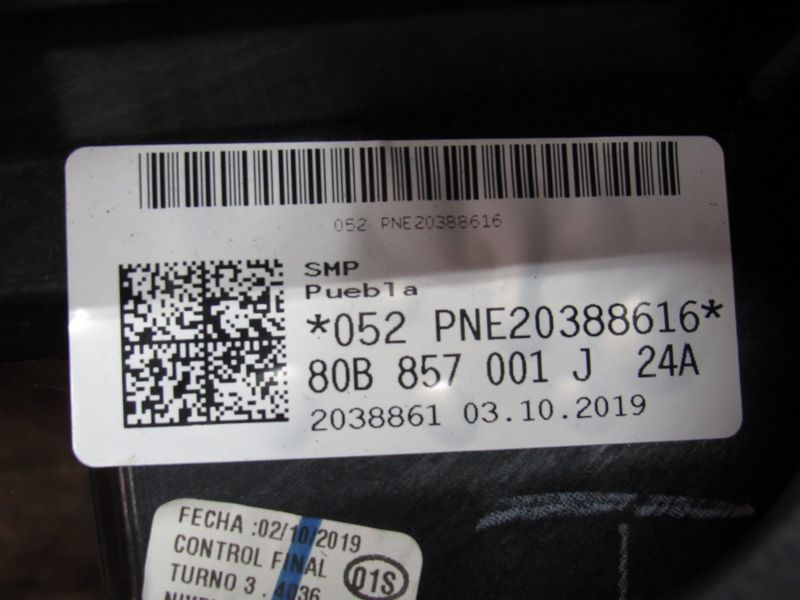 052 PNE20388616
SMP
Puebla
*052 PNE20388616*
80B 857 001 J 24A
2038861 03.10.2019
FECHA :02/10/2019
CONTROL FINAL
TURNO 3 . 4036
01S